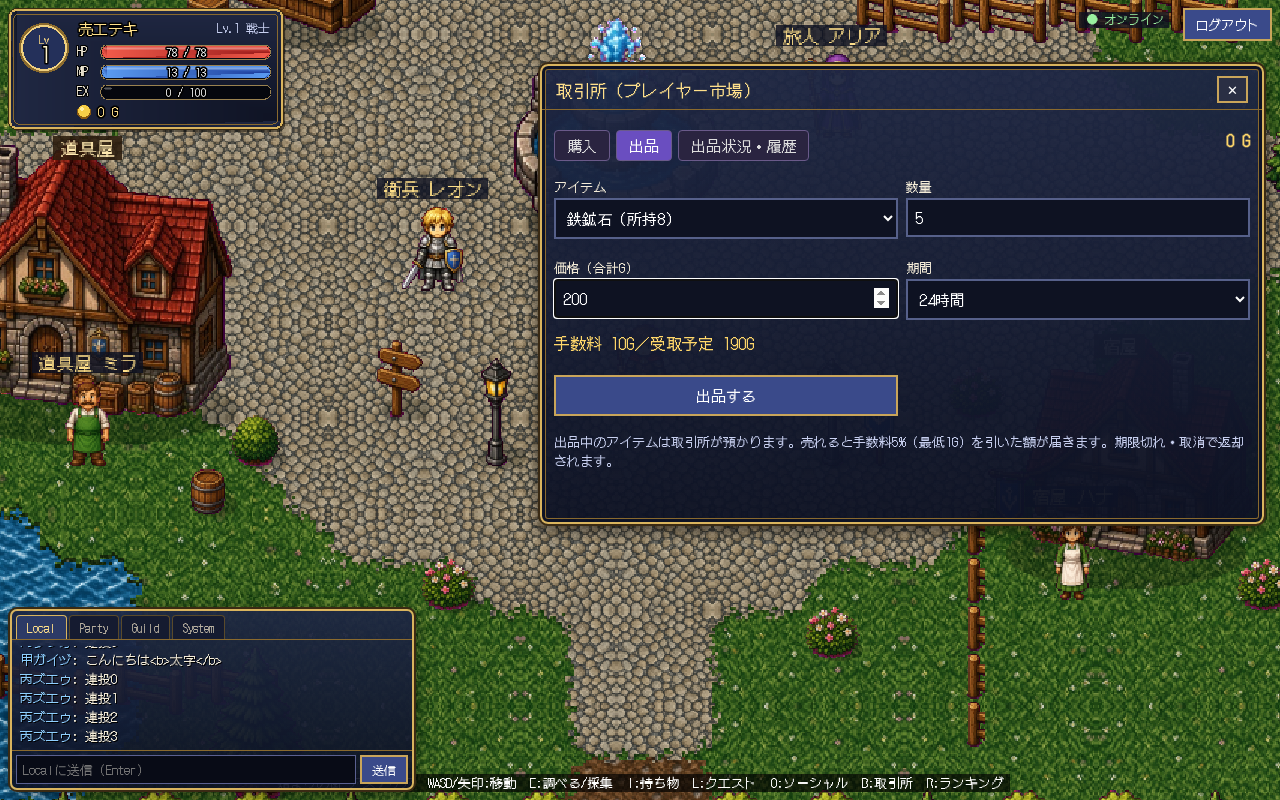 Lv
1
売エテキ Lv.1 戦士
HP 78 / 78
MP 13 / 13
EX 0 / 100
0 G
道具屋
衛兵 レオン
旅人 アリア
オンライン
ログアウト
道具屋 ミラ
取引所（プレイヤー市場）
×
購入 出品 出品状況・履歴 0 G
アイテム 数量
鉄鉱石（所持8） 5
価格（合計G） 期間
200 24時間
手数料 10G／受取予定 190G
出品する
出品中のアイテムは取引所が預かります。売れると手数料5%（最低1G）を引いた額が届きます。期限切れ・取消で返却
されます。
宿屋
宿屋 ハナ
Local Party Guild System
甲ガイヅ: こんにちは<b>太字</b>
丙ズエゥ: 連投0
丙ズエゥ: 連投1
丙ズエゥ: 連投2
丙ズエゥ: 連投3
Localに送信（Enter）
送信
WASD/矢印:移動 E:調べる/採集 I:持ち物 L:クエスト O:ソーシャル B:取引所 R:ランキング